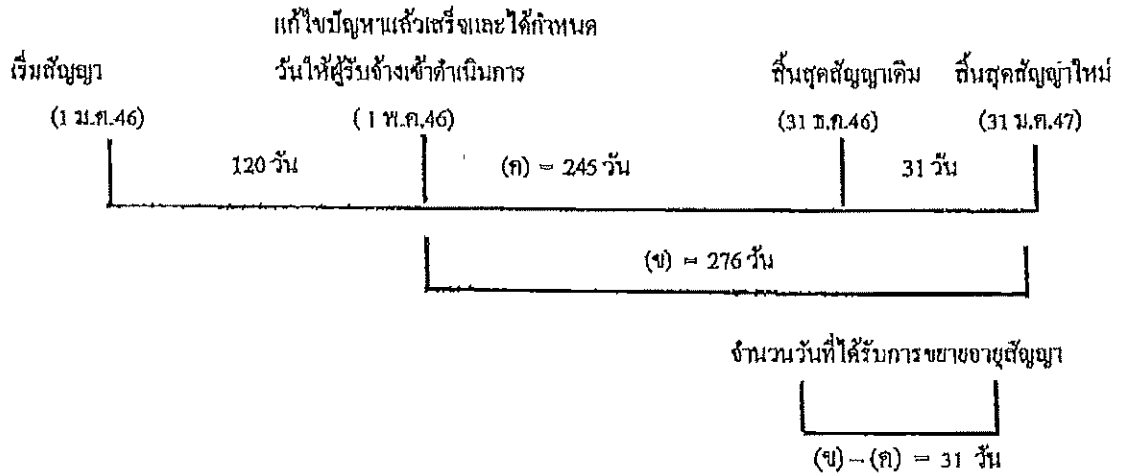 แก้ไขปัญหาแล้วเสร็จและได้กำหนด
เริ่มสัญญา วันให้ผู้รับจ้างเข้าดำเนินการ สิ้นสุดสัญญาเดิม สิ้นสุดสัญญาใหม่
(1 ม.ค.46) (1 พ.ค.46) (31 ธ.ค.46) (31 ม.ค.47)
120 วัน (ค) = 245 วัน 31 วัน
(ข) = 276 วัน
จำนวนวันที่ได้รับการขยายอายุสัญญา
(ข) – (ค) = 31 วัน